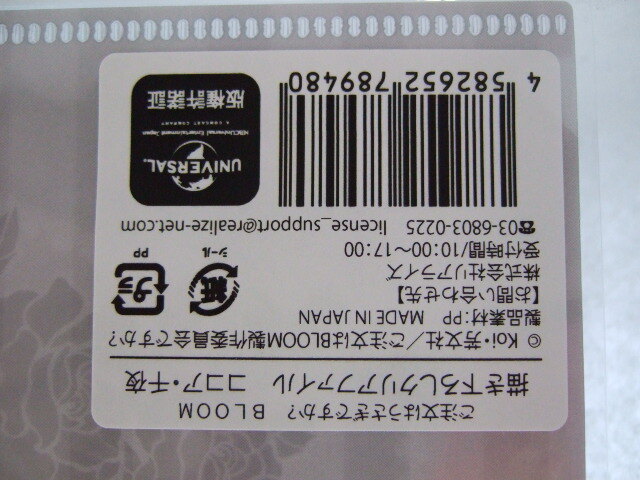 ご注文はうさぎですか? BLOOM
描き下ろしクリアファイル ココア・千夜
© Koi・芳文社／ご注文はBLOOM製作委員会ですか?
製品素材:PP MADE IN JAPAN
【お問い合わせ先】
株式会社リアライズ
受付時間/10:00～17:00
☎03-6803-0225 license_support@realize-net.com
紙
シール
プラ
PP
4 582652 789480
UNIVERSAL
NBCUniversal Entertainment Japan
A COMCAST COMPANY
版権許諾証